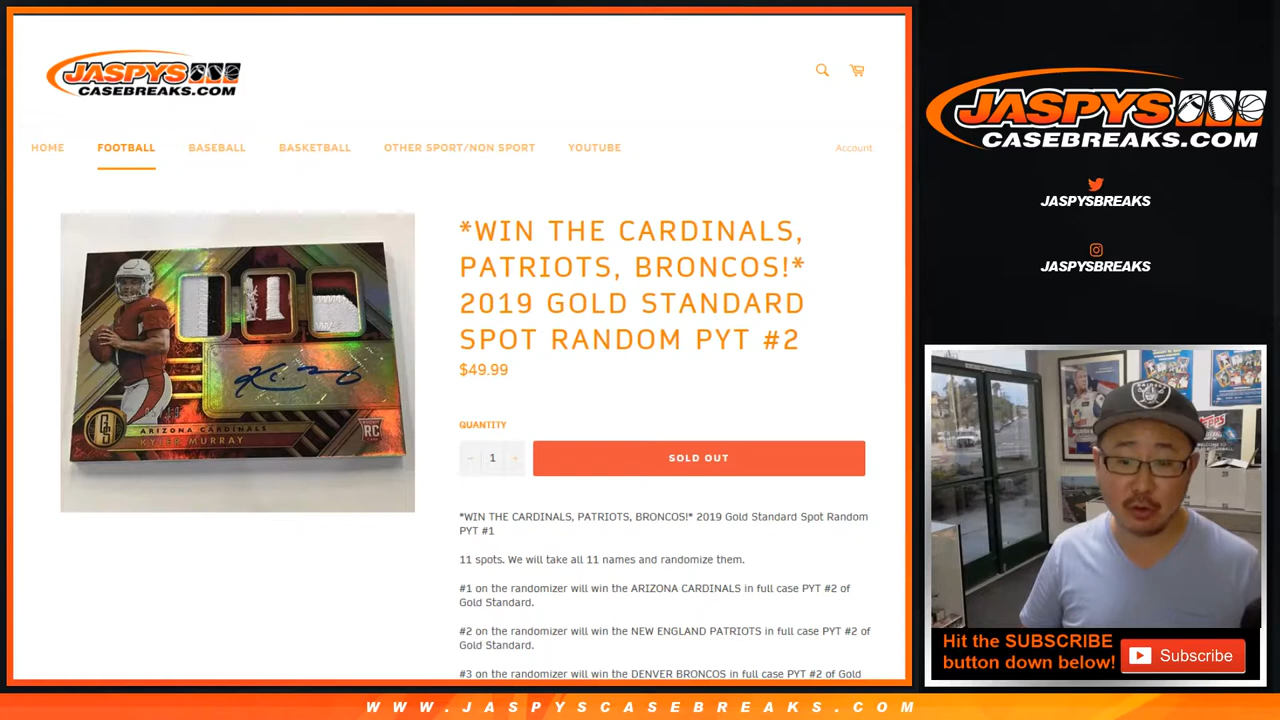 JASPYS
CASEBREAKS.COM
HOME FOOTBALL BASEBALL BASKETBALL OTHER SPORT/NON SPORT YOUTUBE Account
*WIN THE CARDINALS,
PATRIOTS, BRONCOS!*
2019 GOLD STANDARD
SPOT RANDOM PYT #2
$49.99
QUANTITY
− 1 +
SOLD OUT
*WIN THE CARDINALS, PATRIOTS, BRONCOS!* 2019 Gold Standard Spot Random
PYT #1
11 spots. We will take all 11 names and randomize them.
#1 on the randomizer will win the ARIZONA CARDINALS in full case PYT #2 of
Gold Standard.
#2 on the randomizer will win the NEW ENGLAND PATRIOTS in full case PYT #2 of
Gold Standard.
#3 on the randomizer will win the DENVER BRONCOS in full case PYT #2 of Gold
ARIZONA CARDINALS
KYLER MURRAY
RC
JASPYS
CASEBREAKS.COM
JASPYSBREAKS
JASPYSBREAKS
RAIDERS
TOPPS
Hit the SUBSCRIBE
button down below!
Subscribe
WWW.JASPYSCASEBREAKS.COM